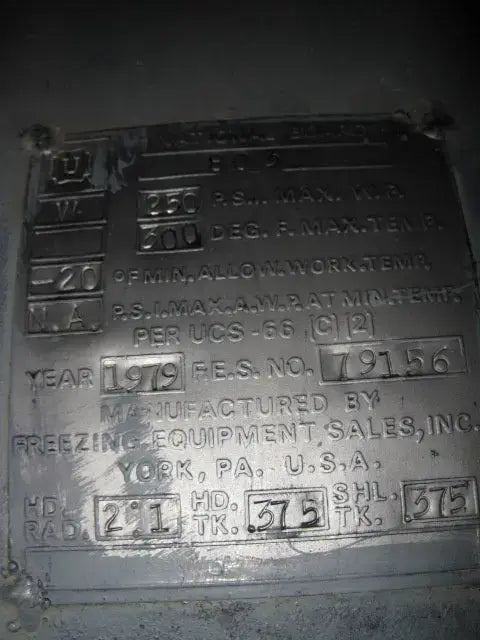 NATIONAL BOARD
U
W
250 P.S.I. MAX. W.P.
300 DEG. F. MAX. TEMP.
-20 °F MIN. ALLOW. WORK. TEMP.
N.A. P.S.I. MAX. A.W.P. AT MIN. TEMP.
PER UCS-66 (C) (2)
YEAR 1979 F.E.S. NO. 79156
MANUFACTURED BY
FREEZING EQUIPMENT SALES, INC.
YORK, PA. U.S.A.
HD. RAD. 2:1 HD. TK. .375 SHL. TK. .375